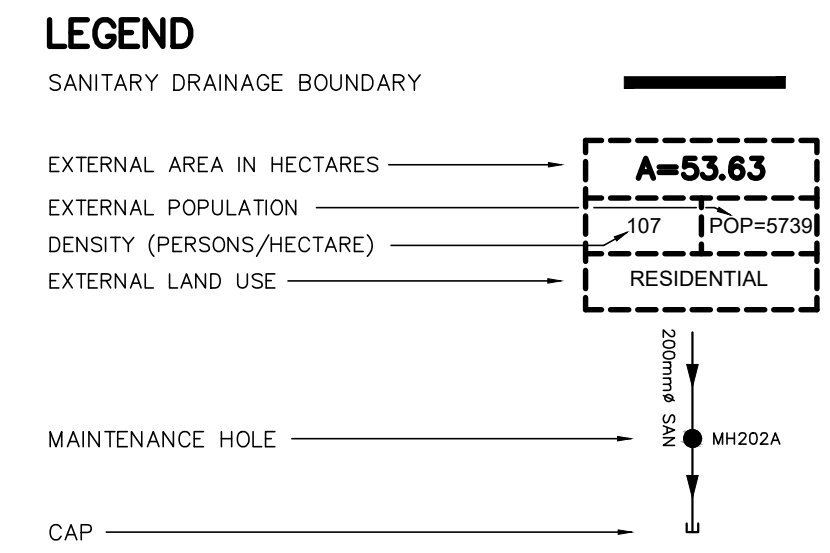 LEGEND
SANITARY DRAINAGE BOUNDARY
EXTERNAL AREA IN HECTARES
A=53.63
EXTERNAL POPULATION
107
POP=5739
DENSITY (PERSONS/HECTARE)
EXTERNAL LAND USE
RESIDENTIAL
200mmø SAN
MAINTENANCE HOLE
MH202A
CAP